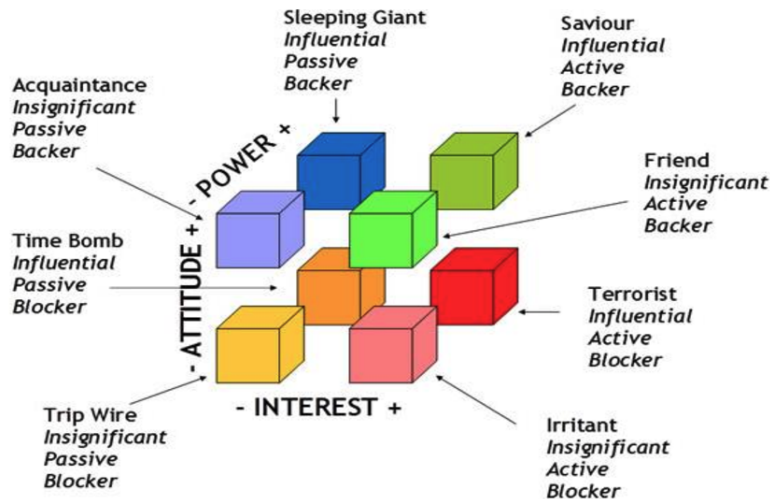 Sleeping Giant
Influential
Passive
Backer
Saviour
Influential
Active
Backer
Acquaintance
Insignificant
Passive
Backer
- POWER +
Friend
Insignificant
Active
Backer
Time Bomb
Influential
Passive
Blocker
- ATTITUDE +
Terrorist
Influential
Active
Blocker
- INTEREST +
Trip Wire
Insignificant
Passive
Blocker
Irritant
Insignificant
Active
Blocker